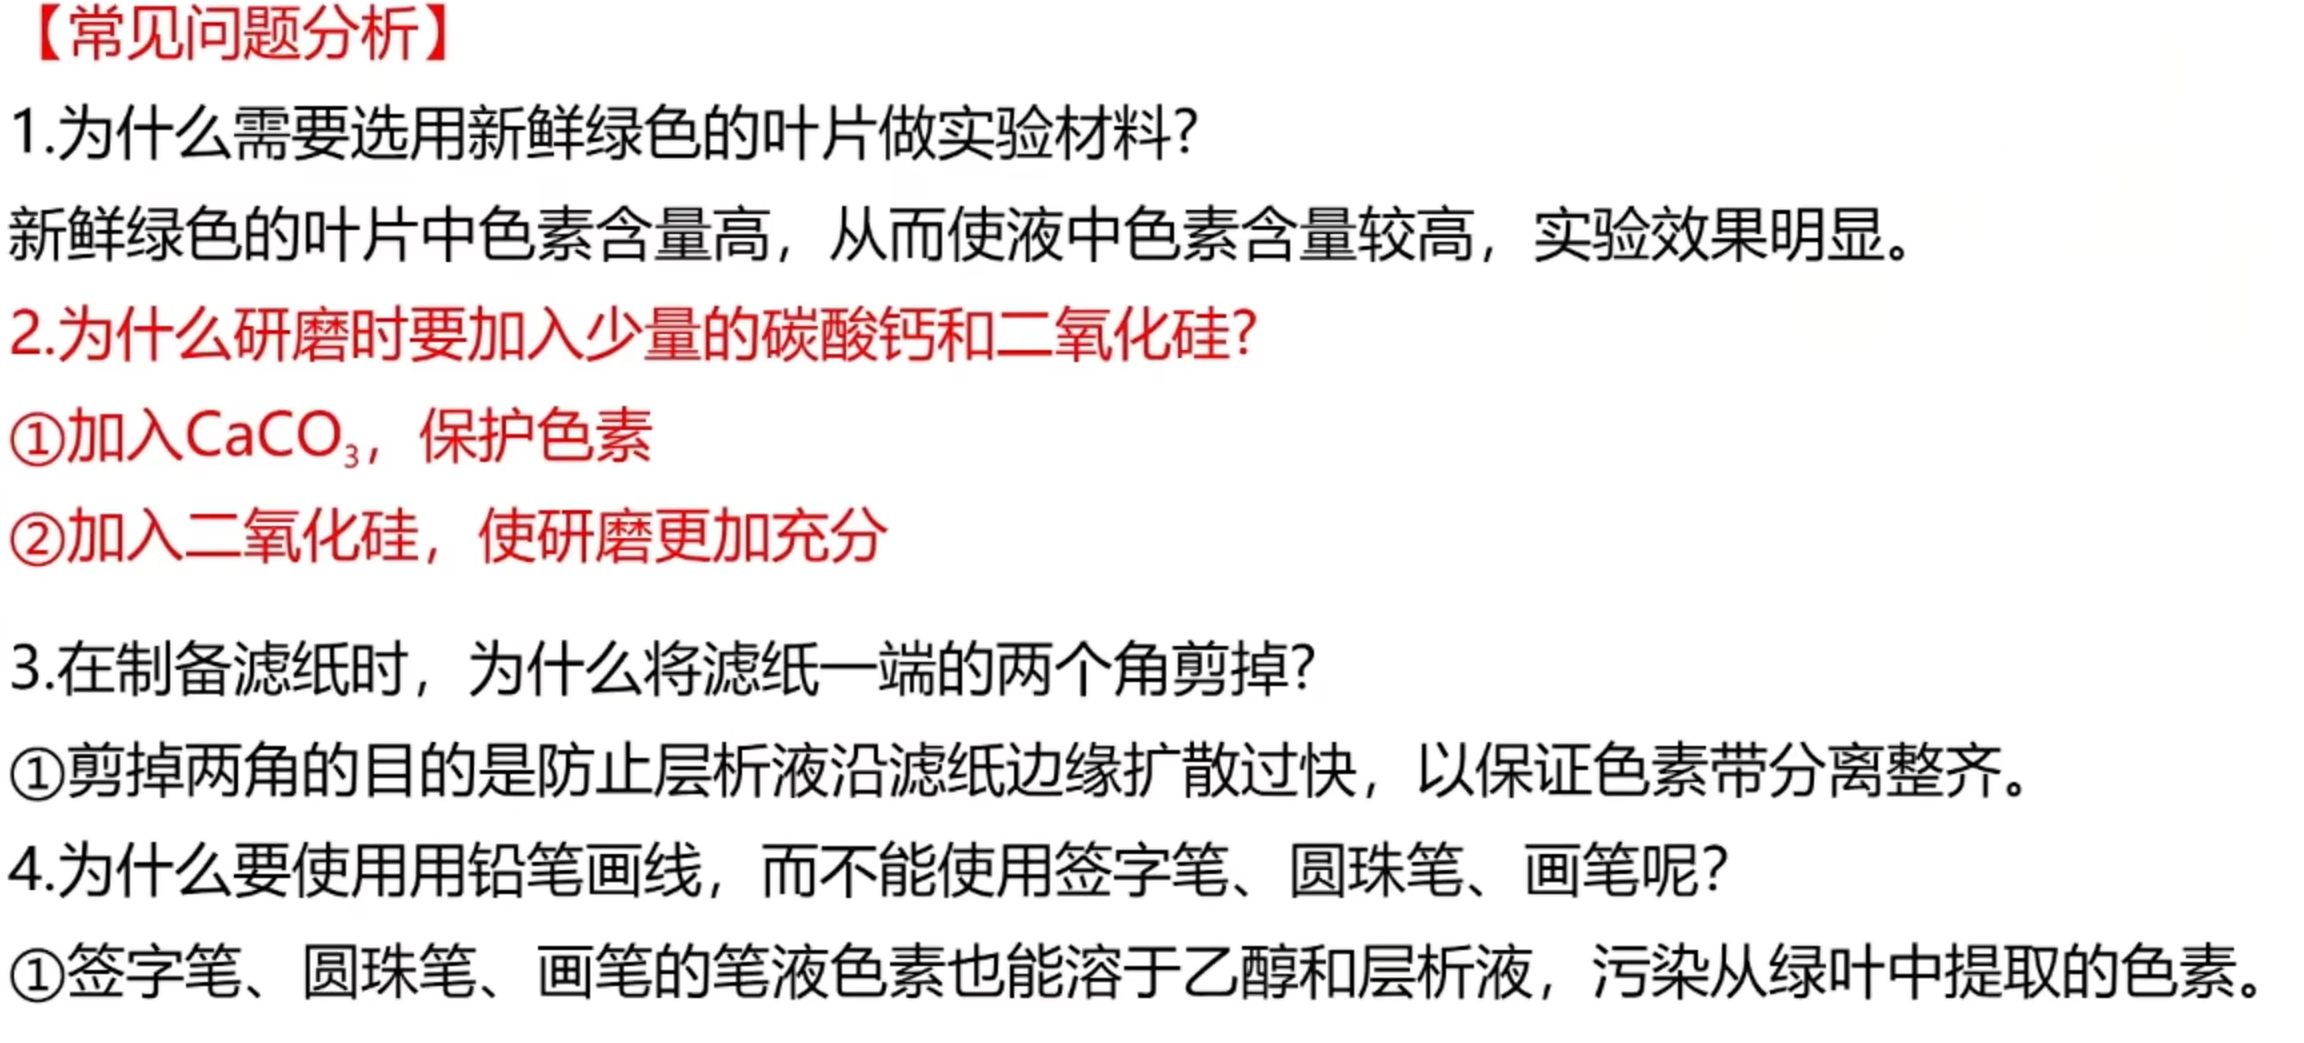 【常见问题分析】
1.为什么需要选用新鲜绿色的叶片做实验材料?
新鲜绿色的叶片中色素含量高，从而使液中色素含量较高，实验效果明显。
2.为什么研磨时要加入少量的碳酸钙和二氧化硅?
①加入CaCO₃，保护色素
②加入二氧化硅，使研磨更加充分
3.在制备滤纸时，为什么将滤纸一端的两个角剪掉?
①剪掉两角的目的是防止层析液沿滤纸边缘扩散过快，以保证色素带分离整齐。
4.为什么要使用用铅笔画线，而不能使用签字笔、圆珠笔、画笔呢?
①签字笔、圆珠笔、画笔的笔液色素也能溶于乙醇和层析液，污染从绿叶中提取的色素。